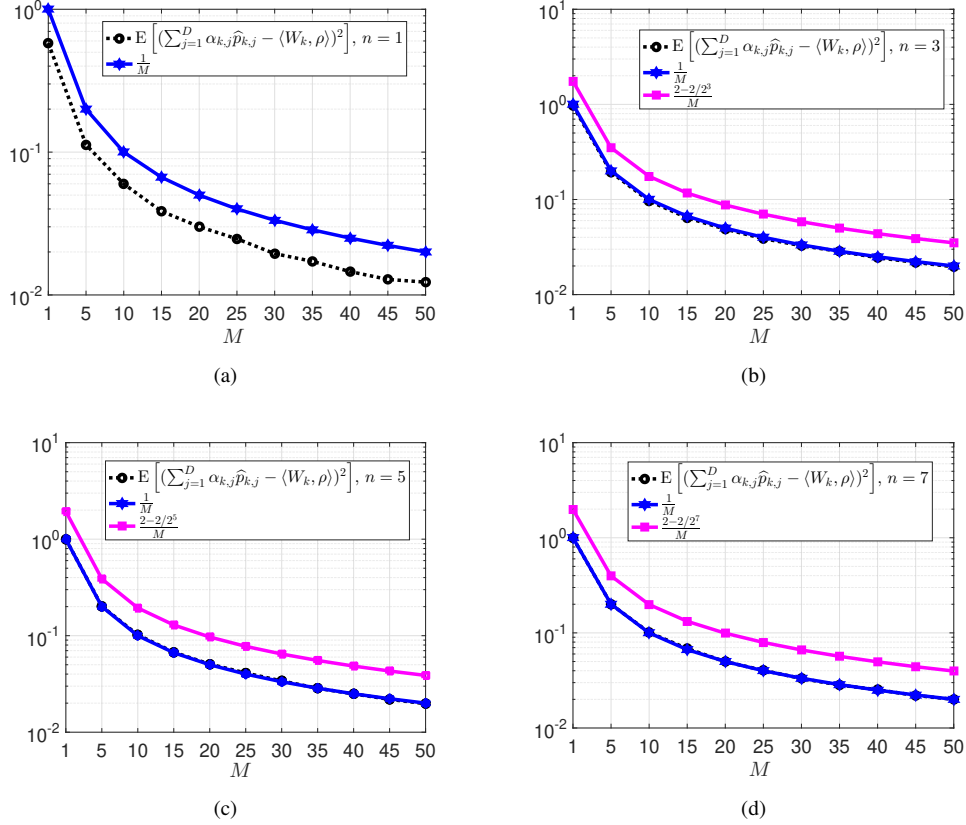 10^0
10^{-1}
10^{-2}
E [(∑_{j=1}^{D} α_{k,j} p̂_{k,j} − ⟨W_k, ρ⟩)^2], n = 1
1/M
1 5 10 15 20 25 30 35 40 45 50
M
(a)
10^1
10^0
10^{-1}
10^{-2}
E [(∑_{j=1}^{D} α_{k,j} p̂_{k,j} − ⟨W_k, ρ⟩)^2], n = 3
1/M
(2−2/2^3)/M
1 5 10 15 20 25 30 35 40 45 50
M
(b)
10^1
10^0
10^{-1}
10^{-2}
E [(∑_{j=1}^{D} α_{k,j} p̂_{k,j} − ⟨W_k, ρ⟩)^2], n = 5
1/M
(2−2/2^5)/M
1 5 10 15 20 25 30 35 40 45 50
M
(c)
10^1
10^0
10^{-1}
10^{-2}
E [(∑_{j=1}^{D} α_{k,j} p̂_{k,j} − ⟨W_k, ρ⟩)^2], n = 7
1/M
(2−2/2^7)/M
1 5 10 15 20 25 30 35 40 45 50
M
(d)